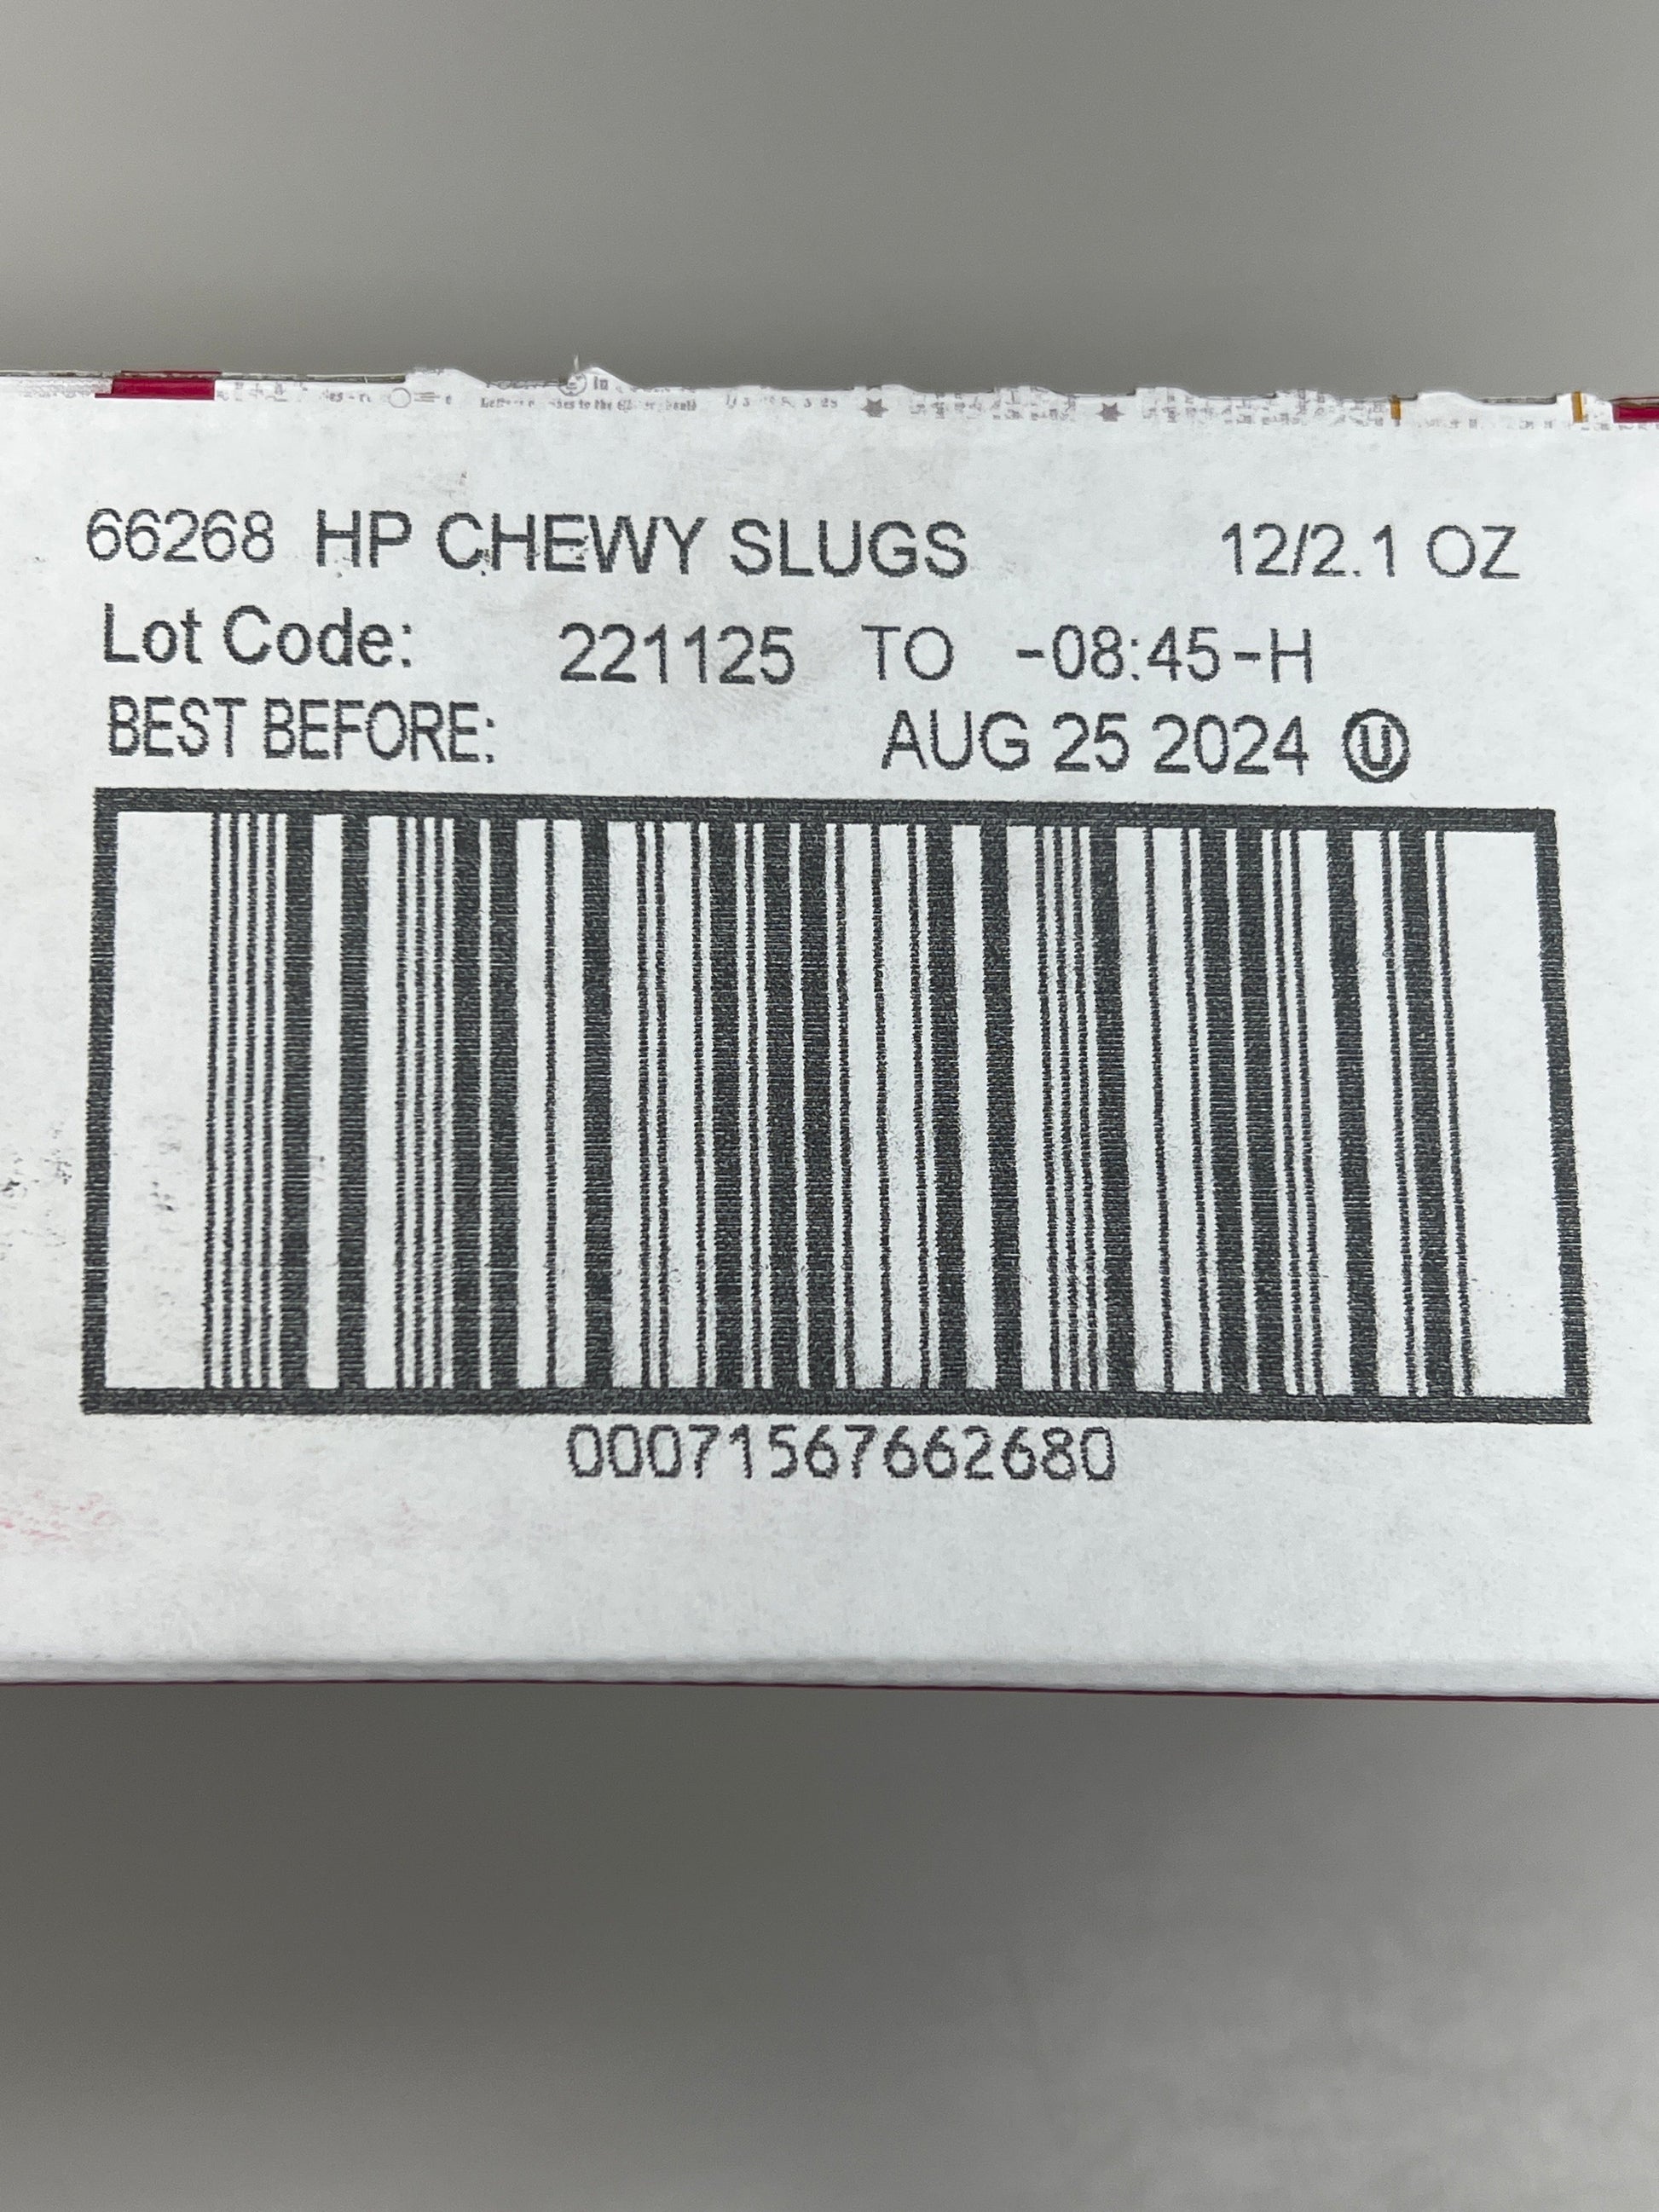 66268 HP CHEWY SLUGS 12/2.1 OZ
Lot Code: 221125 TO -08:45-H
BEST BEFORE: AUG 25 2024 Ⓤ
00071567662680